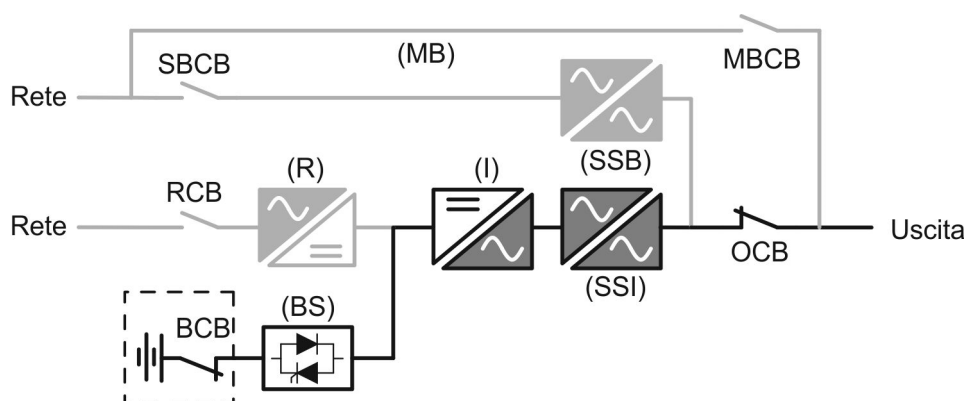 SBCB
(MB)
MBCB
Rete
(SSB)
RCB
(R)
(I)
Rete
Uscita
OCB
(SSI)
BCB
(BS)